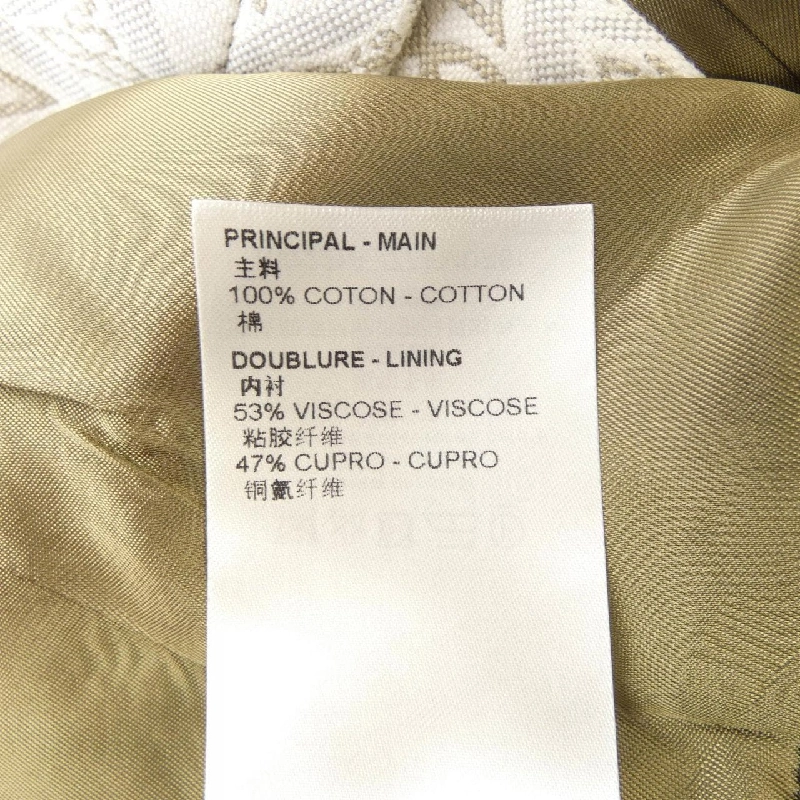 PRINCIPAL - MAIN
主料
100% COTON - COTTON
棉
DOUBLURE - LINING
内衬
53% VISCOSE - VISCOSE
粘胶纤维
47% CUPRO - CUPRO
铜氨纤维